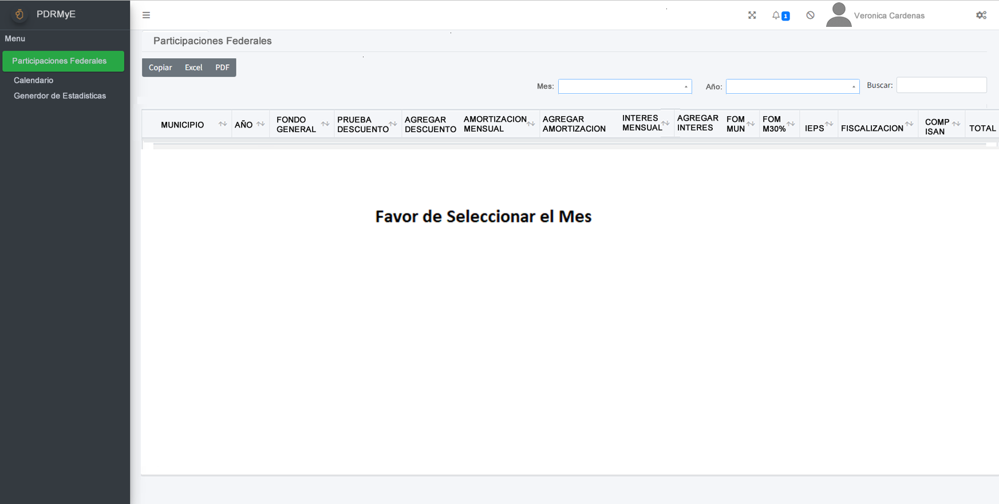 PDRMyE
1
Veronica Cardenas
Menu
Participaciones Federales
Calendario
Generdor de Estadisticas
Participaciones Federales
Copiar Excel PDF
Mes:
Año:
Buscar:
MUNICIPIO
AÑO
FONDO
GENERAL
PRUEBA
DESCUENTO
AGREGAR
DESCUENTO
AMORTIZACION
MENSUAL
AGREGAR
AMORTIZACION
INTERES
MENSUAL
AGREGAR
INTERES
FOM
MUN
FOM
M30%
IEPS
FISCALIZACION
COMP
ISAN
TOTAL
Favor de Seleccionar el Mes